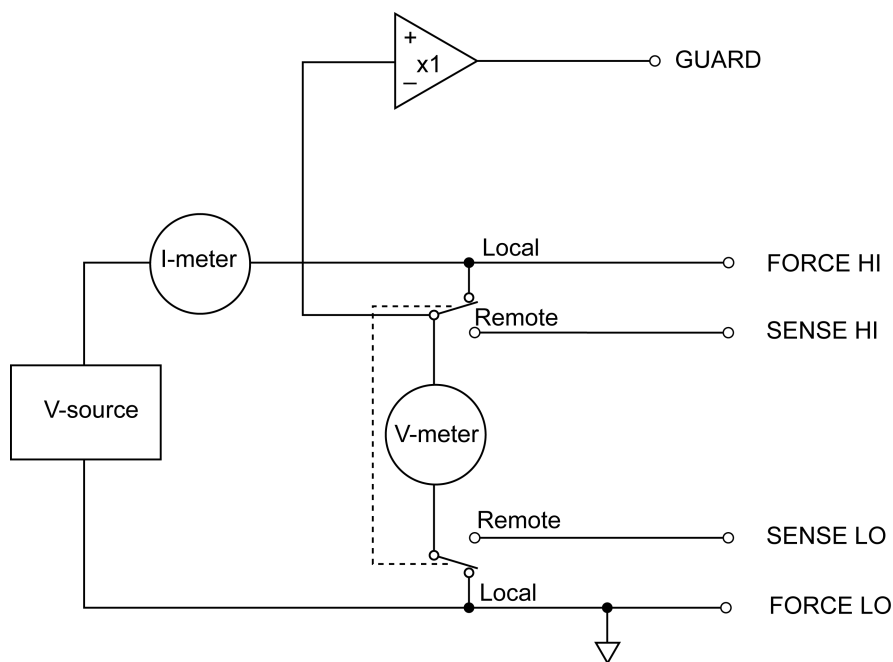 +
x1
–
GUARD
I-meter
Local
FORCE HI
Remote
SENSE HI
V-source
V-meter
Remote
SENSE LO
Local
FORCE LO